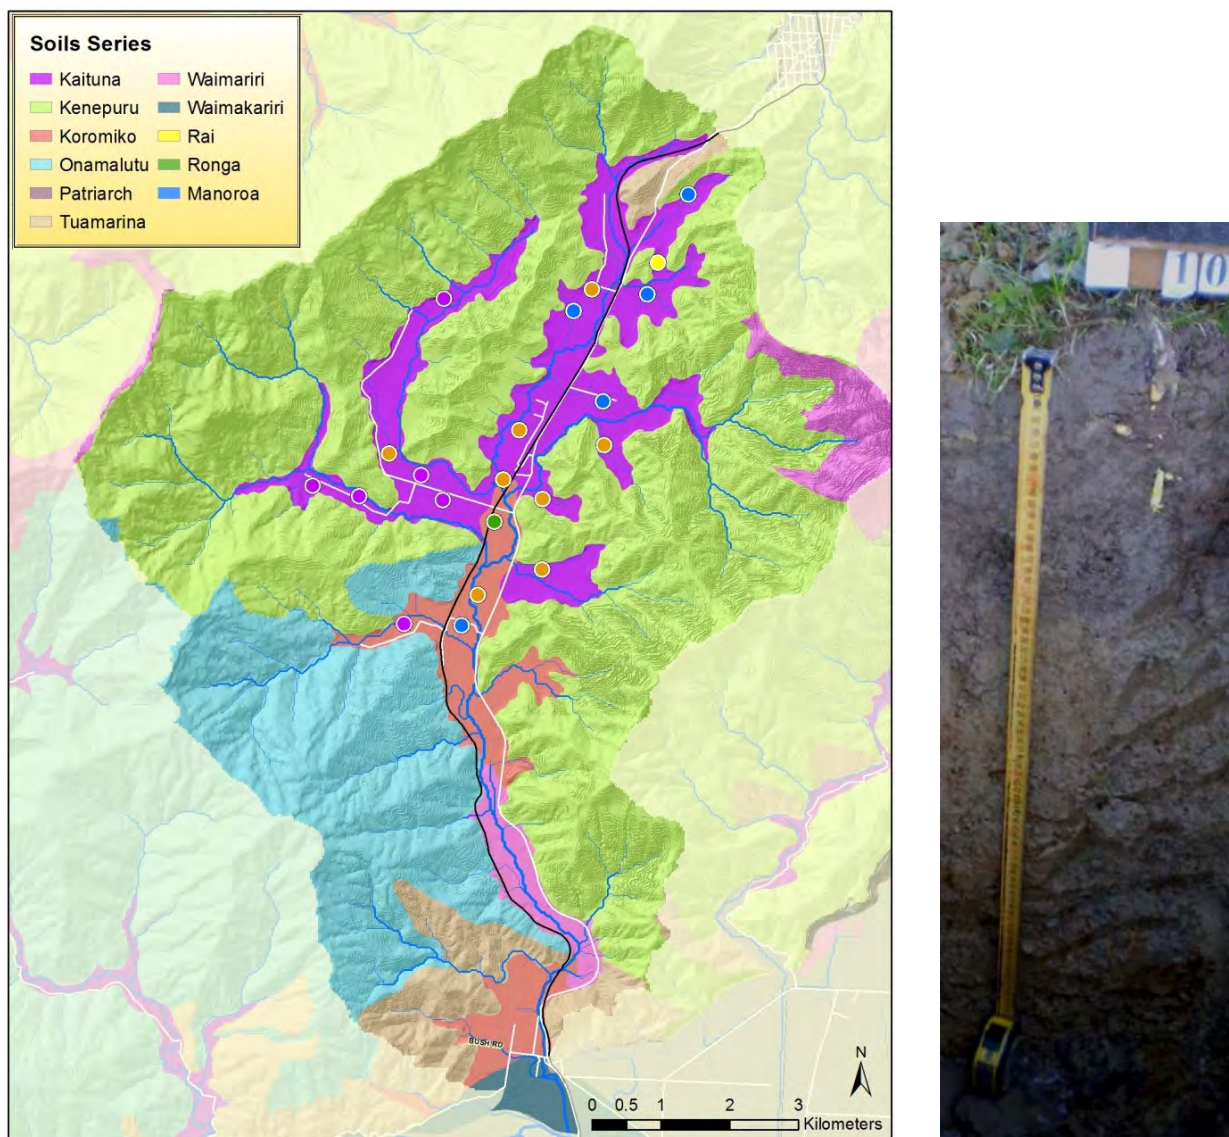 Soils Series
Kaituna
Kenepuru
Koromiko
Onamalutu
Patriarch
Tuamarina
Waimariri
Waimakariri
Rai
Ronga
Manoroa
BUSH RD
N
0 0.5 1 2 3
Kilometers
10